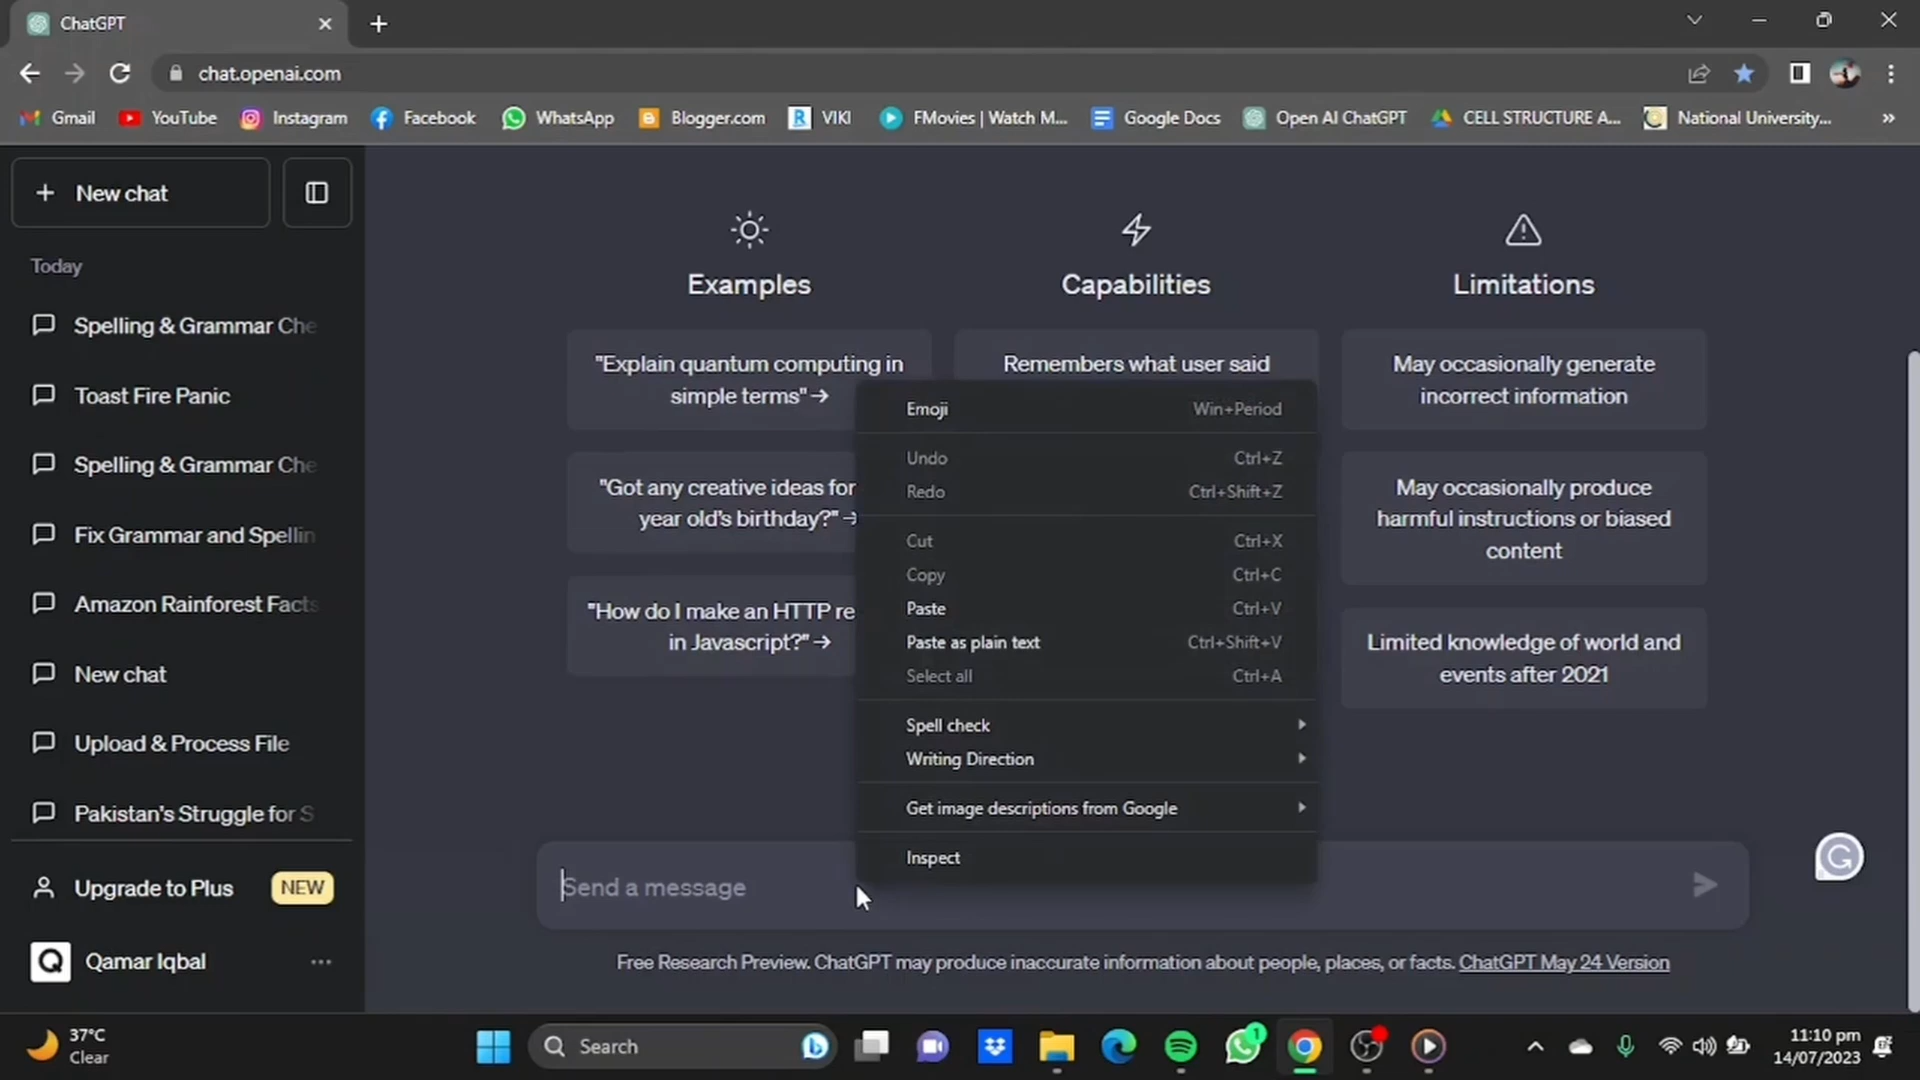 ChatGPT
chat.openai.com
Gmail
YouTube
Instagram
Facebook
WhatsApp
Blogger.com
VIKI
FMovies | Watch M...
Google Docs
Open AI ChatGPT
CELL STRUCTURE A...
National University...
New chat
Today
Spelling & Grammar Che
Toast Fire Panic
Spelling & Grammar Che
Fix Grammar and Spellin
Amazon Rainforest Facts
New chat
Upload & Process File
Pakistan's Struggle for S
Upgrade to Plus NEW
Q Qamar Iqbal
Examples
"Explain quantum computing in
simple terms" →
"Got any creative ideas for
year old's birthday?" →
"How do I make an HTTP re
in Javascript?" →
Capabilities
Remembers what user said
Limitations
May occasionally generate
incorrect information
May occasionally produce
harmful instructions or biased
content
Limited knowledge of world and
events after 2021
Emoji Win+Period
Undo Ctrl+Z
Redo Ctrl+Shift+Z
Cut Ctrl+X
Copy Ctrl+C
Paste Ctrl+V
Paste as plain text Ctrl+Shift+V
Select all Ctrl+A
Spell check
Writing Direction
Get image descriptions from Google
Inspect
Send a message
Free Research Preview. ChatGPT may produce inaccurate information about people, places, or facts. ChatGPT May 24 Version
37°C
Clear
Search
1
11:10 pm
14/07/2023